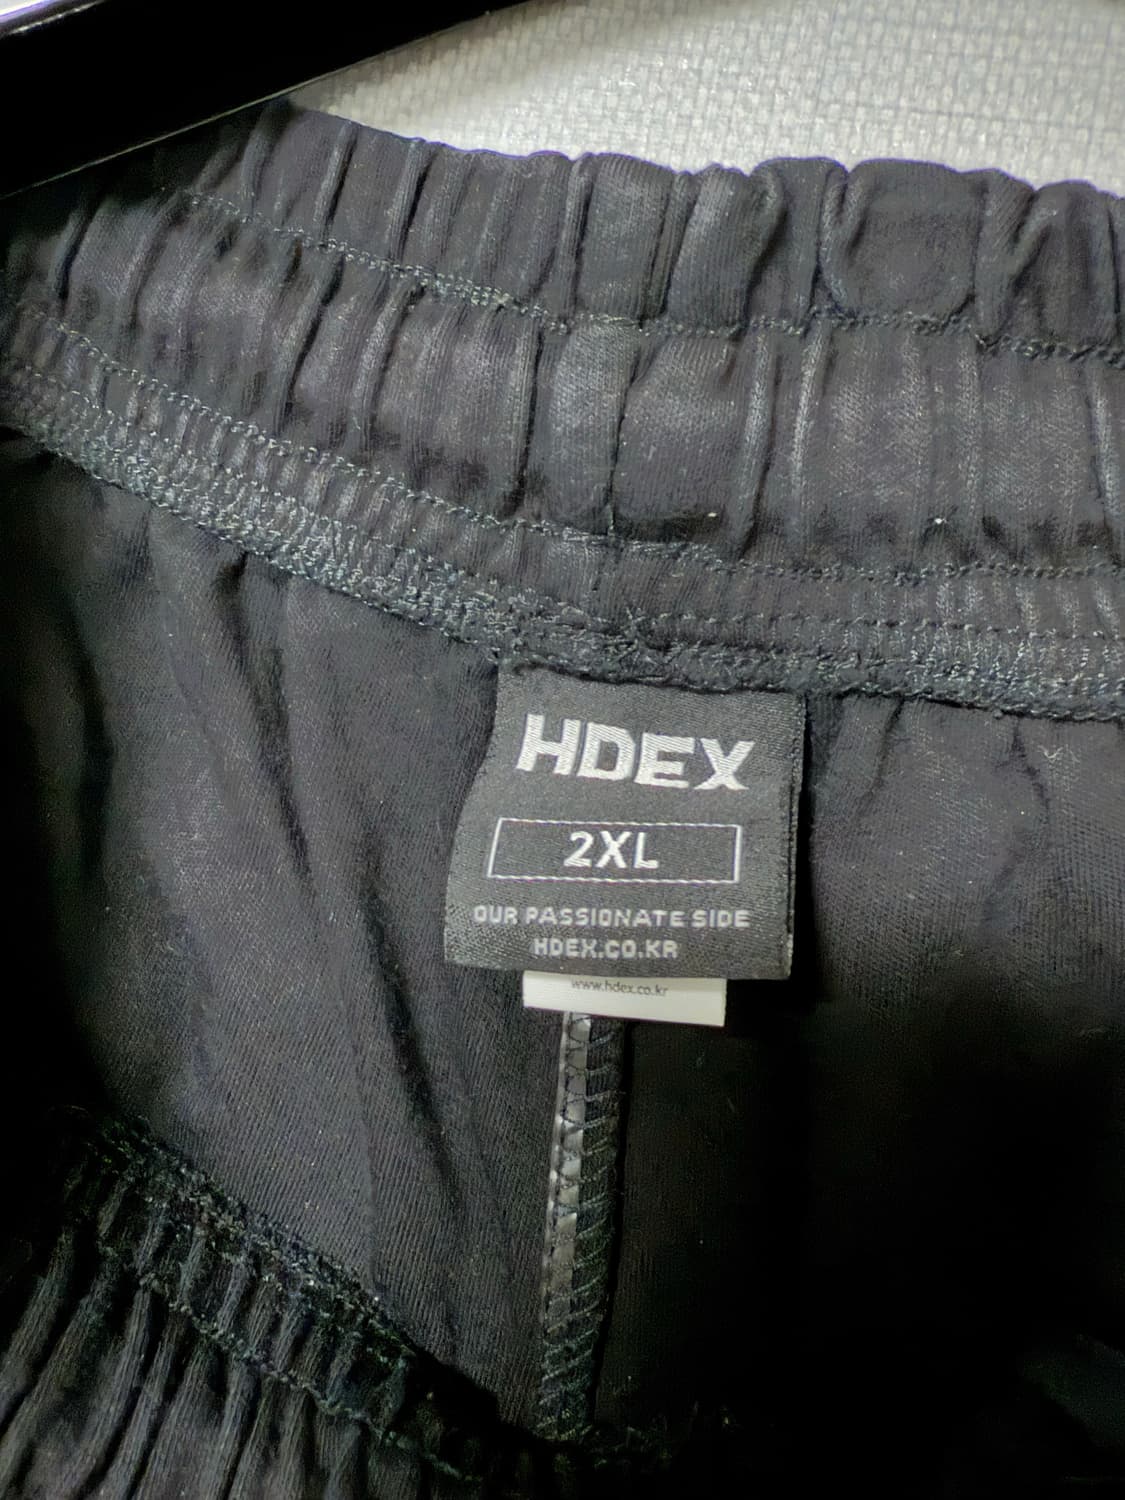 HDEX
2XL
OUR PASSIONATE SIDE
HDEX.CO.KR
www.hdex.co.kr